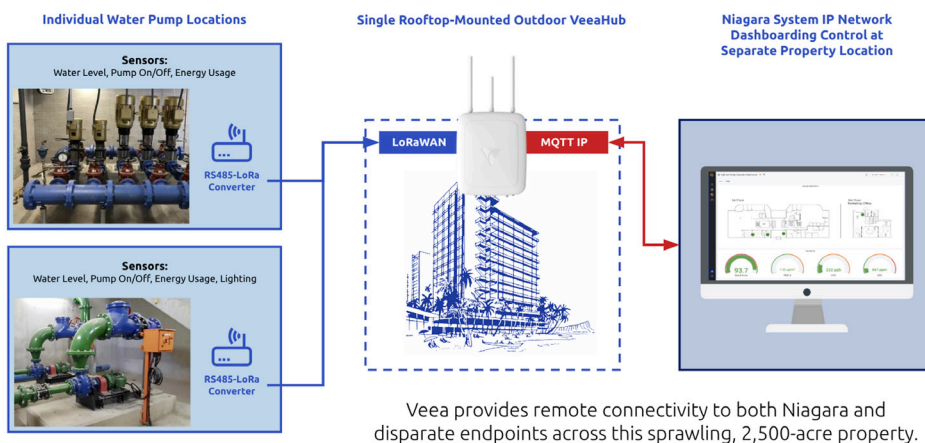 Individual Water Pump Locations
Sensors:
Water Level, Pump On/Off, Energy Usage
RS485-LoRa
Converter
Sensors:
Water Level, Pump On/Off, Energy Usage, Lighting
RS485-LoRa
Converter
Single Rooftop-Mounted Outdoor VeeaHub
LoRaWAN
MQTT IP
Niagara System IP Network
Dashboarding Control at
Separate Property Location
93.7
Veea provides remote connectivity to both Niagara and
disparate endpoints across this sprawling, 2,500-acre property.